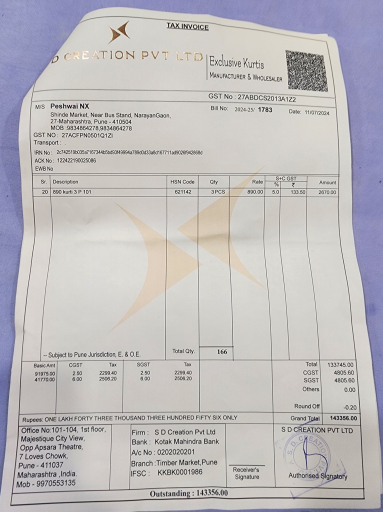 TAX INVOICE
S D CREATION PVT LTD
Exclusive Kurtis
MANUFACTURER & WHOLESALER
GST No : 27ABDCS2013A1Z2
M/S Peshwai NX
Bill No: 2024-25/ 1783 Date: 11/07/2024
Shinde Market, Near Bus Stand, NarayanGaon,
27-Maharashtra, Pune - 410504
MOB :9834864278,9834864278
GST NO : 27ACFPN0501Q1ZI
Transport :
IRN No :
ACK No : 122422190025086
EWB No
Sr. Description HSN Code Qty Rate S+C GST % ₹ Amount
20 890 kurti 3 P 101 621142 3 PCS 890.00 5.0 133.50 2670.00
-- Subject to Pune Jurisdiction, E. & O.E. Total Qty: 166
Basic Amt CGST Tax SGST Tax
91975.00 2.50 2299.40 2.50 2299.40
41770.00 6.00 2506.20 6.00 2506.20
Total 133745.00
CGST 4805.60
SGST 4805.60
Others 0.00
Round Off -0.20
Rupees: ONE LAKH FORTY THREE THOUSAND THREE HUNDRED FIFTY SIX ONLY Grand Total 143356.00
Office No:101-104, 1st floor,
Majestique City View,
Opp Apsara Theatre,
7 Loves Chowk,
Pune - 411037
Maharashtra ,India.
Mob - 9970553135
Firm : S D Creation Pvt Ltd
Bank : Kotak Mahindra Bank
A/c No : 0202020201
Branch :Timber Market,Pune
IFSC : KKBK0001986
Receiver's
Signature
S D CREATION PVT LTD
Authorised Signatory
Outstanding : 143356.00